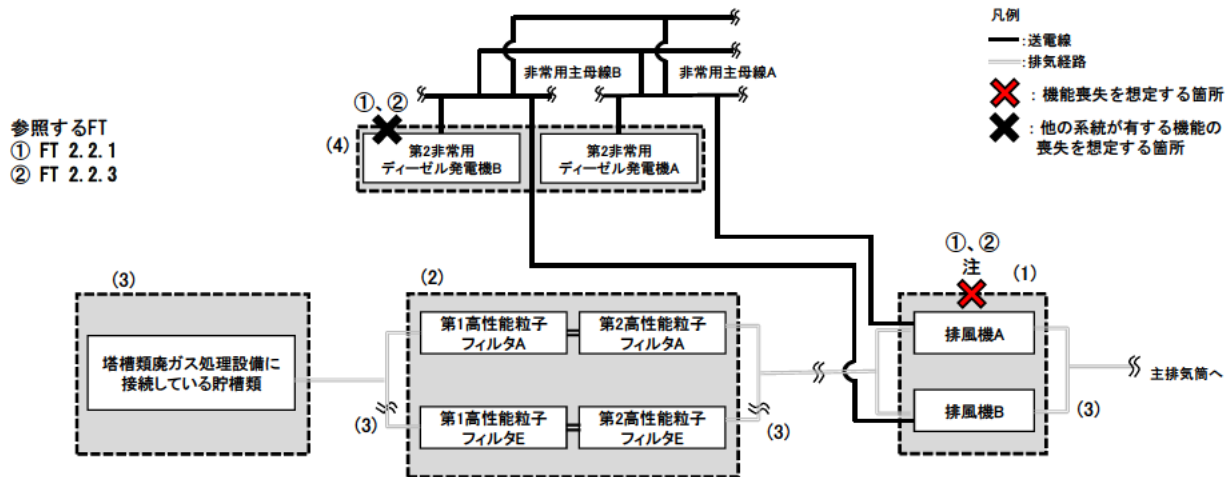 凡例
:送電線
:排気経路
:機能喪失を想定する箇所
:他の系統が有する機能の
喪失を想定する箇所
参照するFT
① FT 2.2.1
② FT 2.2.3
非常用主母線B
非常用主母線A
①、②
(4)
第2非常用
ディーゼル発電機B
第2非常用
ディーゼル発電機A
(3)
塔槽類廃ガス処理設備に
接続している貯槽類
(2)
第1高性能粒子
フィルタA
第2高性能粒子
フィルタA
(3)
第1高性能粒子
フィルタE
第2高性能粒子
フィルタE
(3)
①、②
注
(1)
排風機A
排風機B
(3)
主排気筒へ